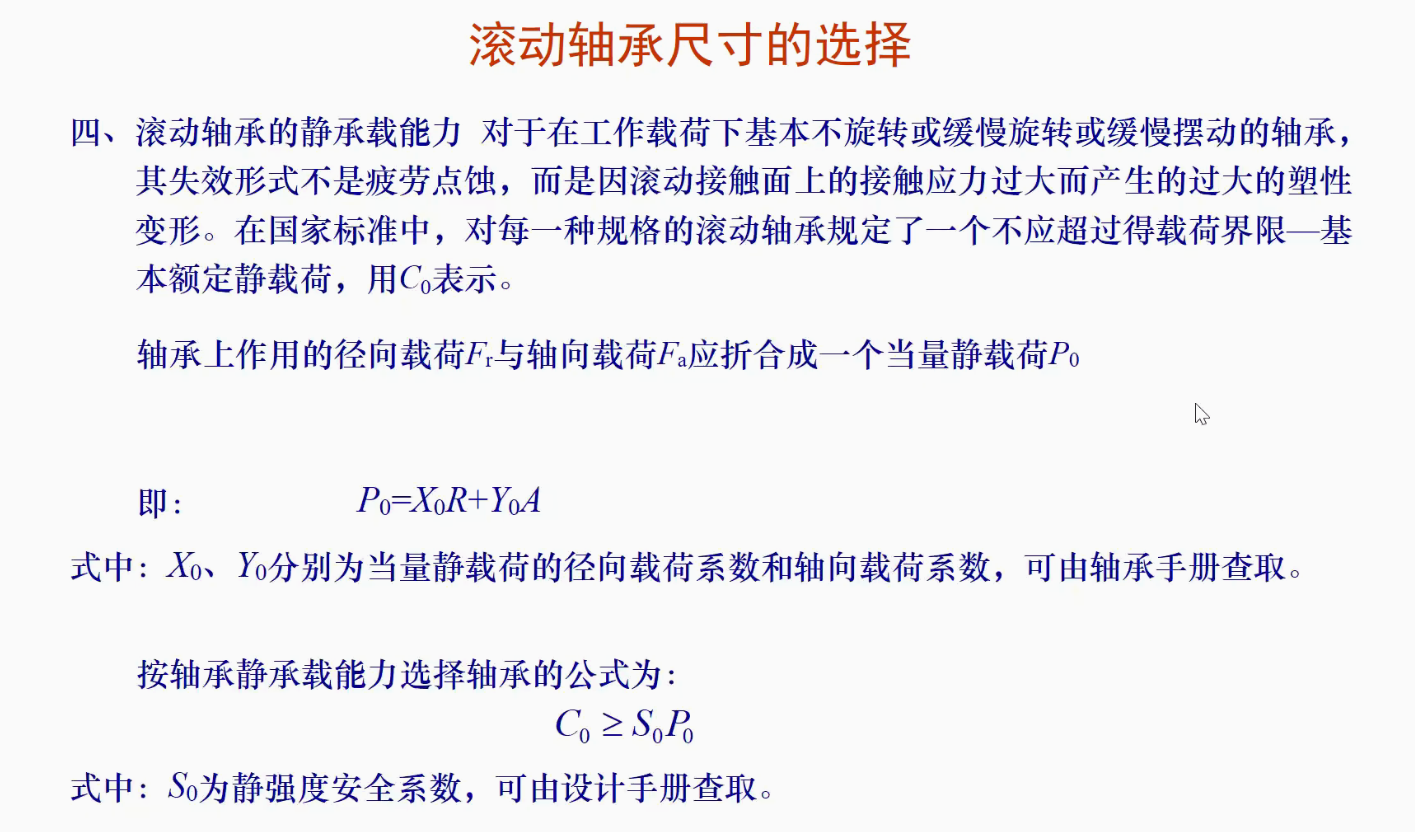 滚动轴承尺寸的选择
四、滚动轴承的静承载能力 对于在工作载荷下基本不旋转或缓慢旋转或缓慢摆动的轴承，
其失效形式不是疲劳点蚀，而是因滚动接触面上的接触应力过大而产生的过大的塑性
变形。在国家标准中，对每一种规格的滚动轴承规定了一个不应超过得载荷界限—基
本额定静载荷，用C₀表示。
轴承上作用的径向载荷Fr与轴向载荷Fa应折合成一个当量静载荷P₀
即： P₀=X₀R+Y₀A
式中：X₀、Y₀分别为当量静载荷的径向载荷系数和轴向载荷系数，可由轴承手册查取。
按轴承静承载能力选择轴承的公式为：
C₀ ≥ S₀P₀
式中：S₀为静强度安全系数，可由设计手册查取。